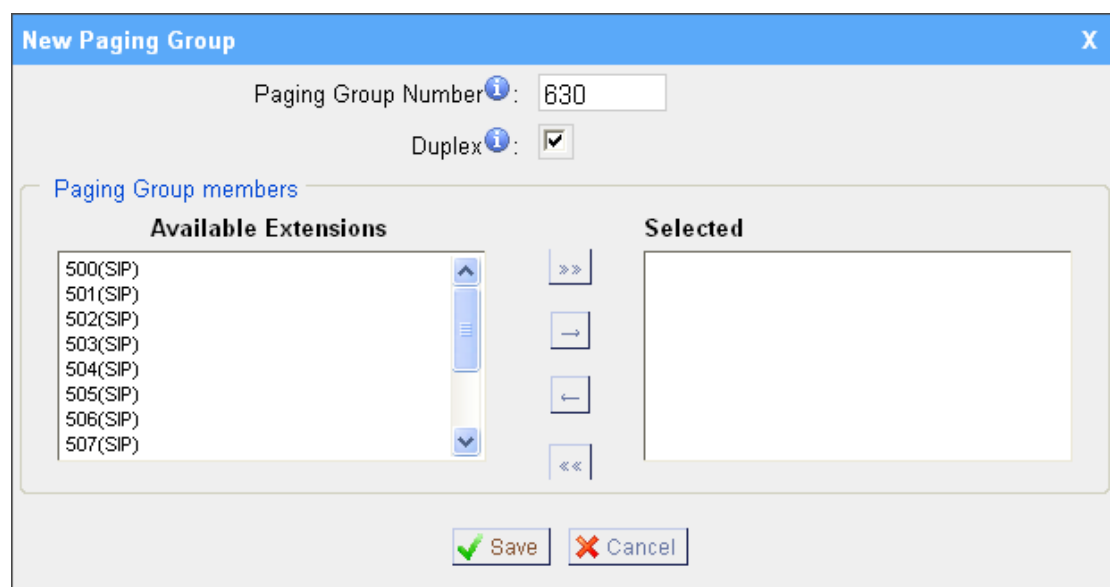 New Paging Group X
Paging Group Number : 630
Duplex :
Paging Group members
Available Extensions Selected
500(SIP)
501(SIP)
502(SIP)
503(SIP)
504(SIP)
505(SIP)
506(SIP)
507(SIP)
»»
→
←
««
Save Cancel